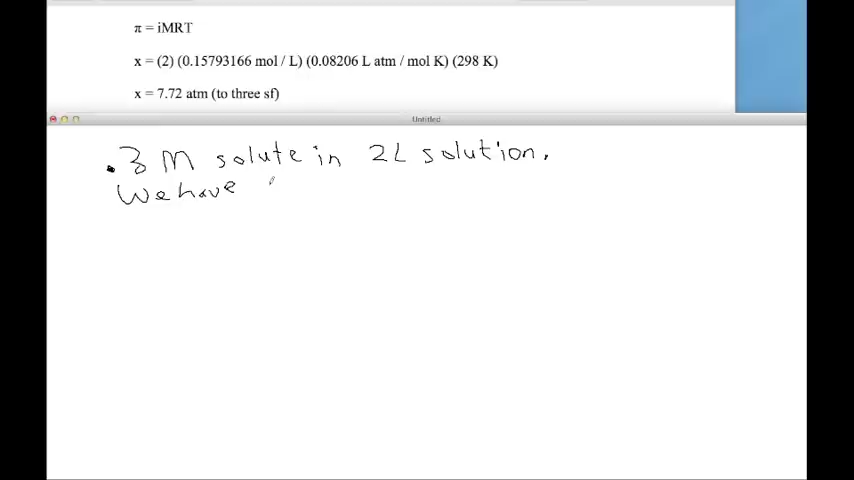 π = iMRT
x = (2) (0.15793166 mol / L) (0.08206 L atm / mol K) (298 K)
x = 7.72 atm (to three sf)
Untitled
.3 M solute in 2L solution.
We have